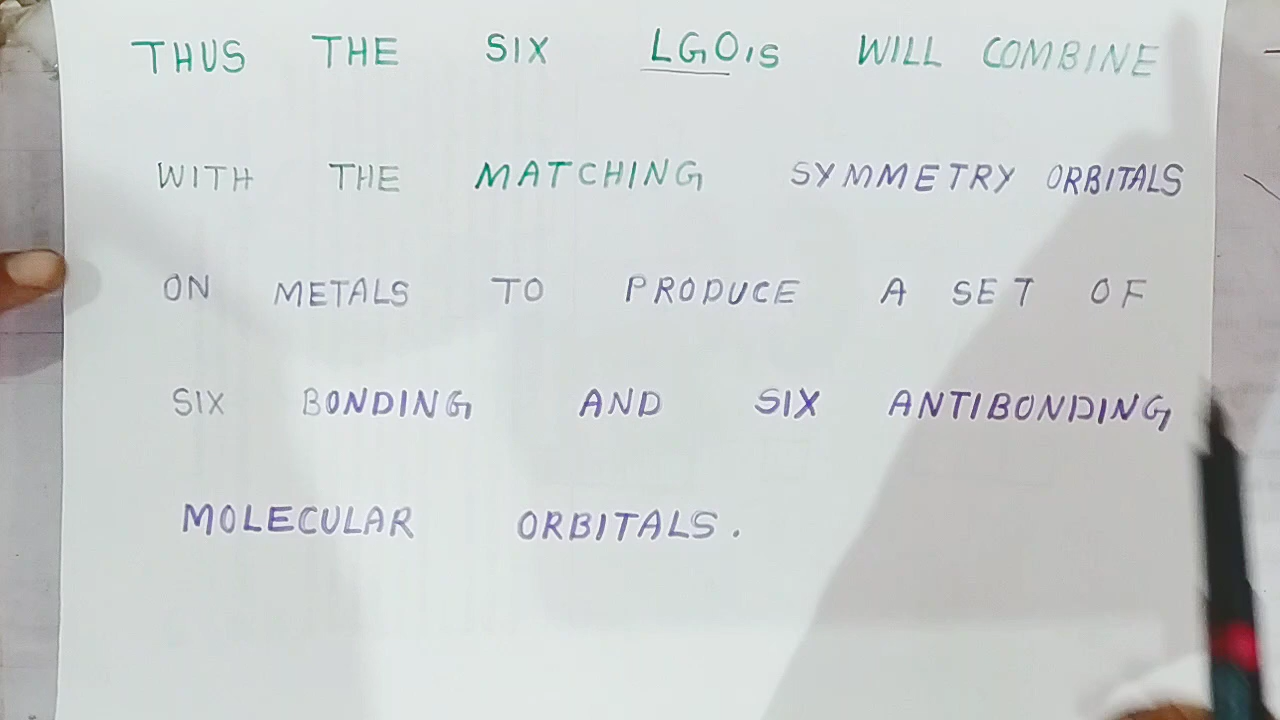 THUS THE SIX LGO,s WILL COMBINE
WITH THE MATCHING SYMMETRY ORBITALS
ON METALS TO PRODUCE A SET OF
SIX BONDING AND SIX ANTIBONDING
MOLECULAR ORBITALS.